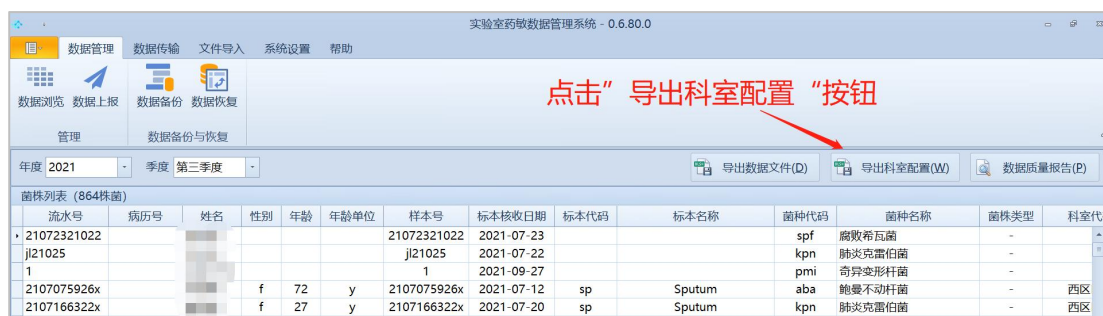 实验室药敏数据管理系统 - 0.6.80.0
数据管理 数据传输 文件导入 系统设置 帮助
数据浏览 数据上报 数据备份 数据恢复
管理 数据备份与恢复
点击”导出科室配置“按钮
年度 2021 季度 第三季度 导出数据文件(D) 导出科室配置(W) 数据质量报告(P)
菌株列表 (864株菌)
流水号 病历号 姓名 性别 年龄 年龄单位 样本号 标本核收日期 标本代码 标本名称 菌种代码 菌种名称 菌株类型 科室代
21072321022 21072321022 2021-07-23 spf 腐败希瓦菌 -
jl21025 jl21025 2021-07-22 kpn 肺炎克雷伯菌 -
1 1 2021-09-27 pmi 奇异变形杆菌 -
2107075926x f 72 y 2107075926x 2021-07-12 sp Sputum aba 鲍曼不动杆菌 - 西区
2107166322x f 27 y 2107166322x 2021-07-20 sp Sputum kpn 肺炎克雷伯菌 - 西区